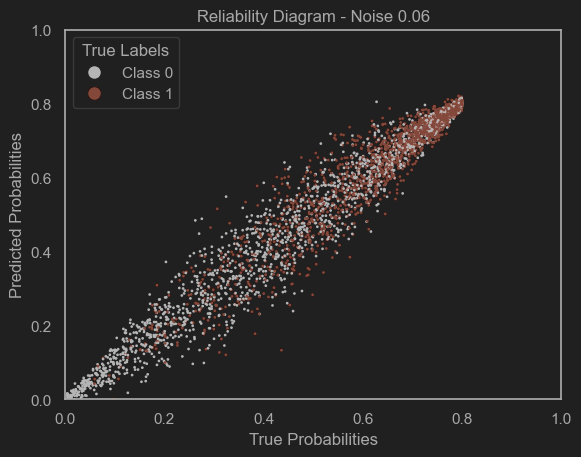 Reliability Diagram - Noise 0.06
1.0
0.8
0.6
0.4
0.2
0.0
Predicted Probabilities
True Labels
Class 0
Class 1
0.0 0.2 0.4 0.6 0.8 1.0
True Probabilities